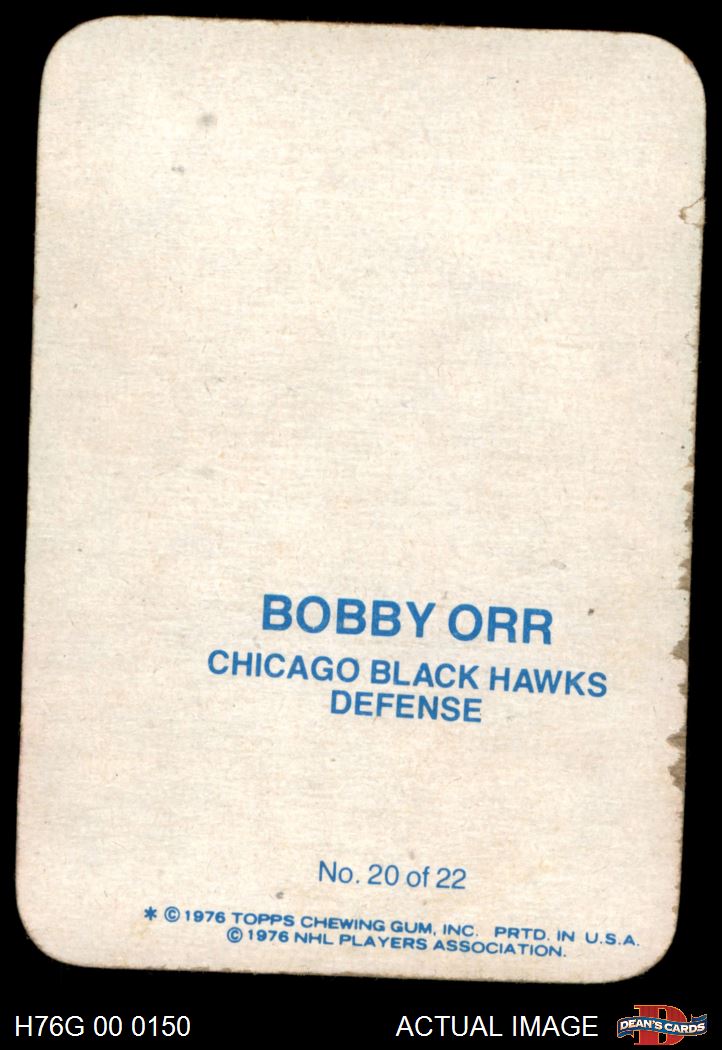 BOBBY ORR
CHICAGO BLACK HAWKS
DEFENSE
No. 20 of 22
* © 1976 TOPPS CHEWING GUM, INC. PRTD. IN U.S.A.
© 1976 NHL PLAYERS ASSOCIATION.
H76G 00 0150 ACTUAL IMAGE D DEAN'S CARDS